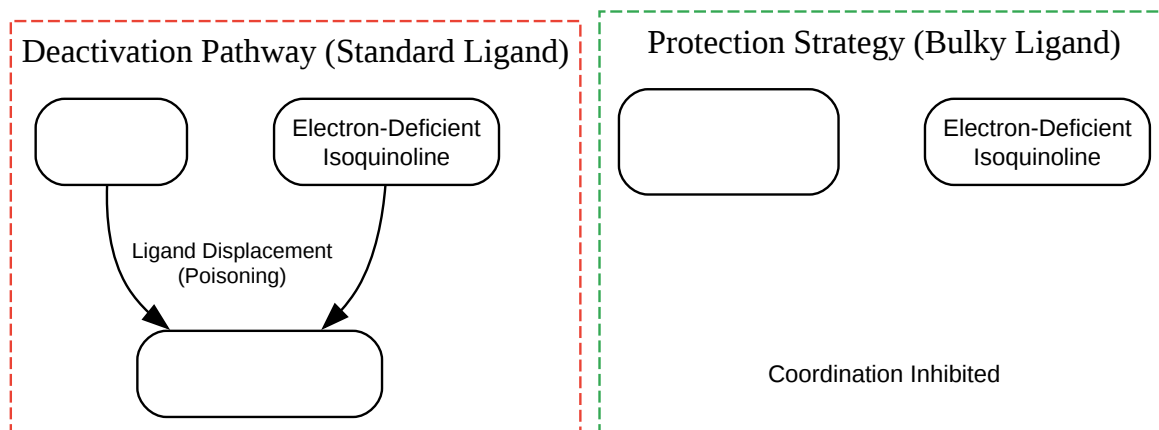 Deactivation Pathway (Standard Ligand)
Electron-Deficient
Isoquinoline
Ligand Displacement
(Poisoning)
Protection Strategy (Bulky Ligand)
Electron-Deficient
Isoquinoline
Coordination Inhibited